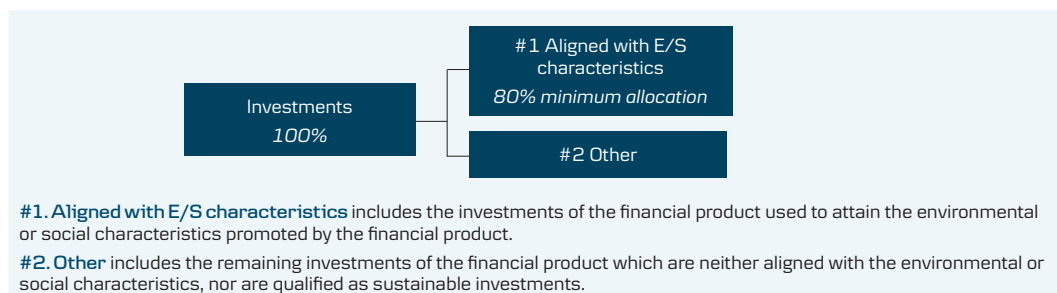 #1 Aligned with E/S
characteristics
80% minimum allocation
Investments
100%
#2 Other
#1. Aligned with E/S characteristics includes the investments of the financial product used to attain the environmental
or social characteristics promoted by the financial product.
#2. Other includes the remaining investments of the financial product which are neither aligned with the environmental or
social characteristics, nor are qualified as sustainable investments.